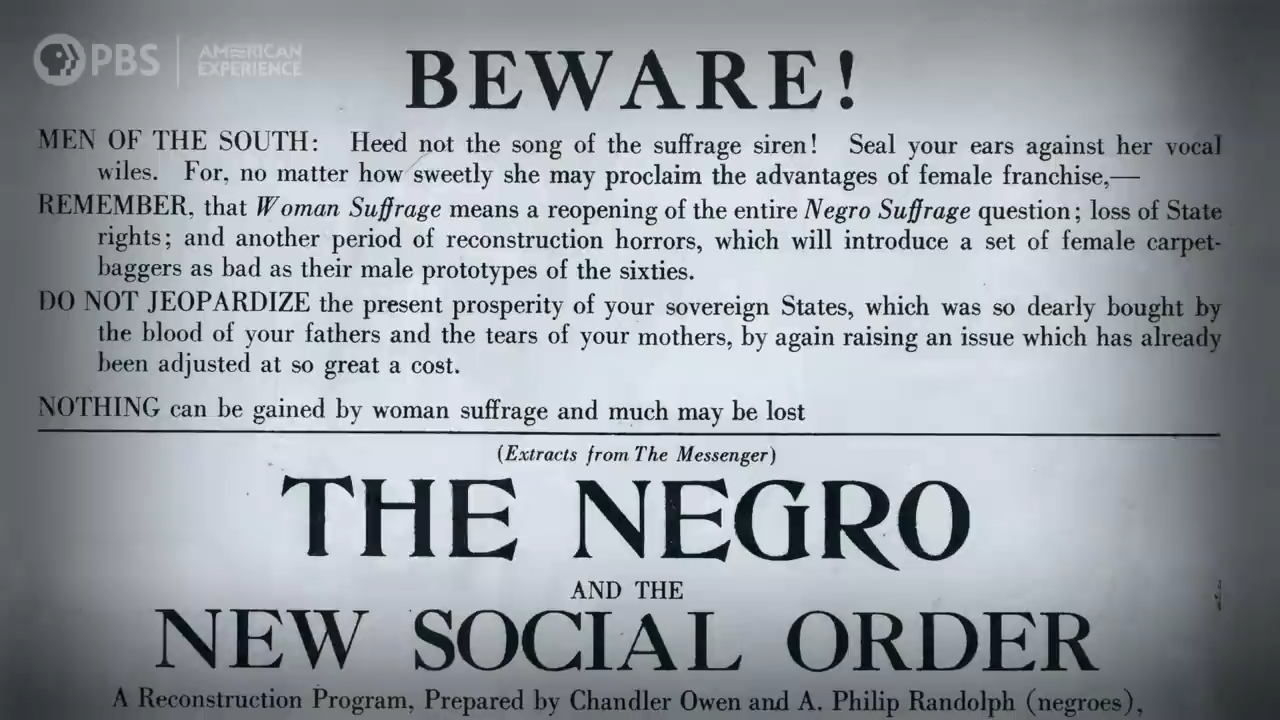 PBS
AMERICAN
EXPERIENCE
BEWARE!
MEN OF THE SOUTH: Heed not the song of the suffrage siren! Seal your ears against her vocal
wiles. For, no matter how sweetly she may proclaim the advantages of female franchise,—
REMEMBER, that Woman Suffrage means a reopening of the entire Negro Suffrage question; loss of State
rights; and another period of reconstruction horrors, which will introduce a set of female carpet-
baggers as bad as their male prototypes of the sixties.
DO NOT JEOPARDIZE the present prosperity of your sovereign States, which was so dearly bought by
the blood of your fathers and the tears of your mothers, by again raising an issue which has already
been adjusted at so great a cost.
NOTHING can be gained by woman suffrage and much may be lost
(Extracts from The Messenger)
THE NEGRO
AND THE
NEW SOCIAL ORDER
A Reconstruction Program, Prepared by Chandler Owen and A. Philip Randolph (negroes),